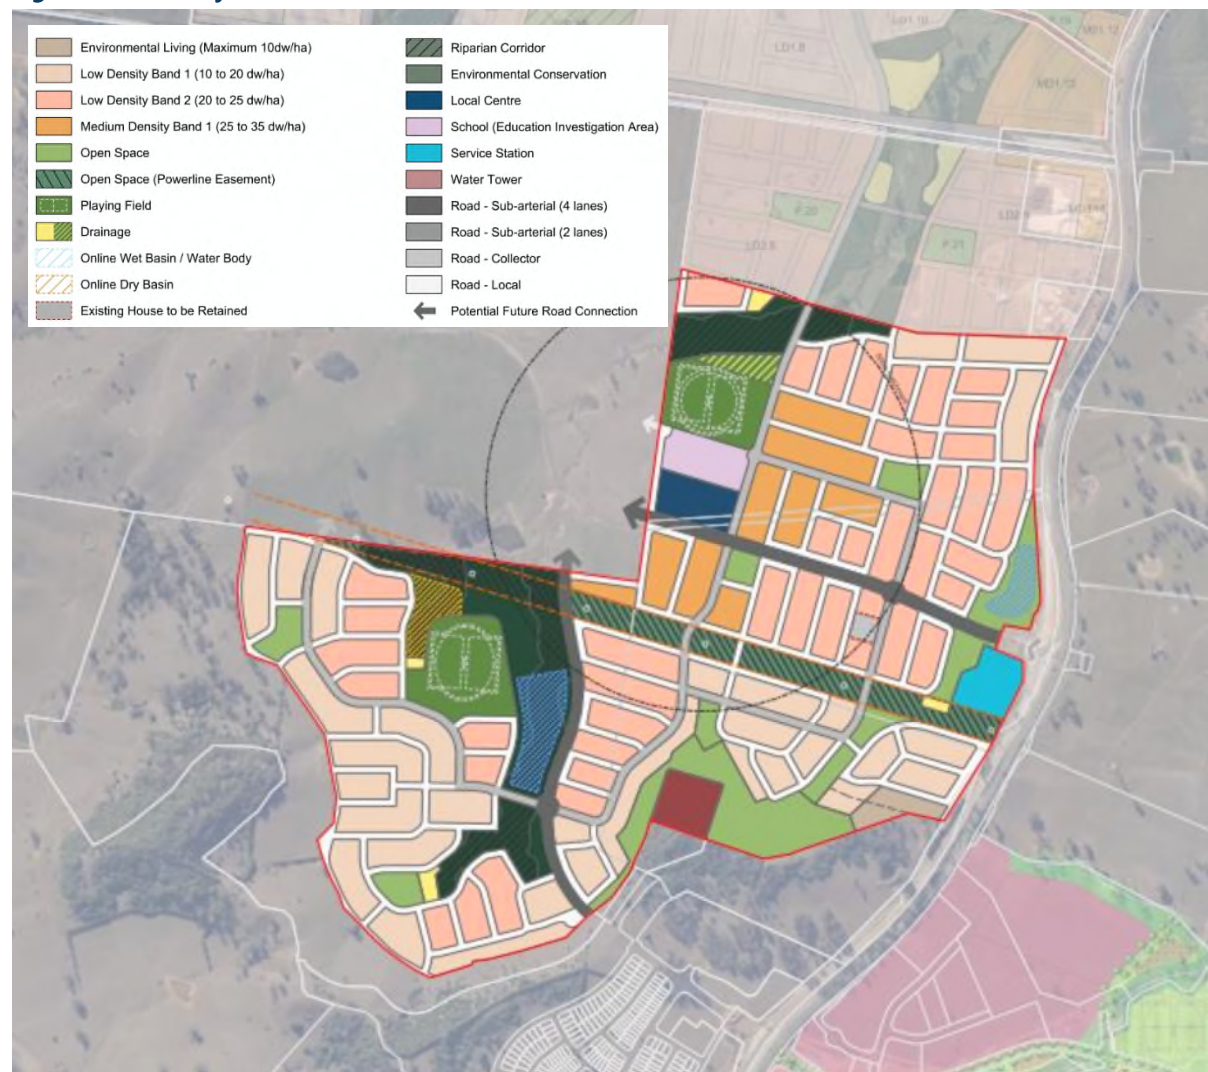 Environmental Living (Maximum 10dw/ha)
Low Density Band 1 (10 to 20 dw/ha)
Low Density Band 2 (20 to 25 dw/ha)
Medium Density Band 1 (25 to 35 dw/ha)
Open Space
Open Space (Powerline Easement)
Playing Field
Drainage
Online Wet Basin / Water Body
Online Dry Basin
Existing House to be Retained
Riparian Corridor
Environmental Conservation
Local Centre
School (Education Investigation Area)
Service Station
Water Tower
Road - Sub-arterial (4 lanes)
Road - Sub-arterial (2 lanes)
Road - Collector
Road - Local
Potential Future Road Connection
LD1.8
P.20
P.21